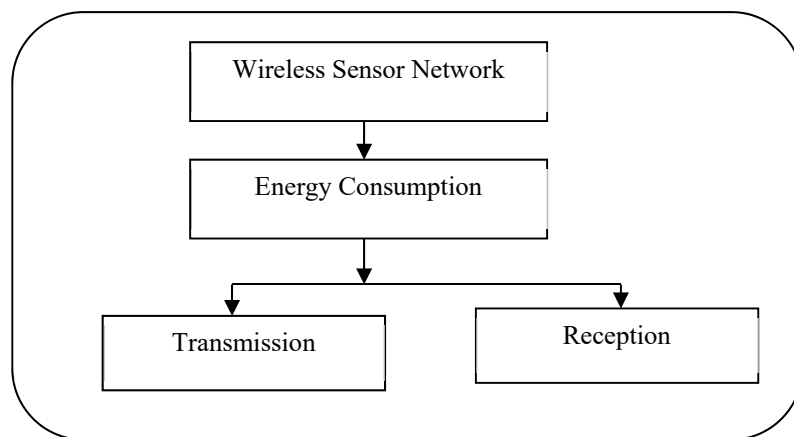 Wireless Sensor Network
Energy Consumption
Transmission
Reception